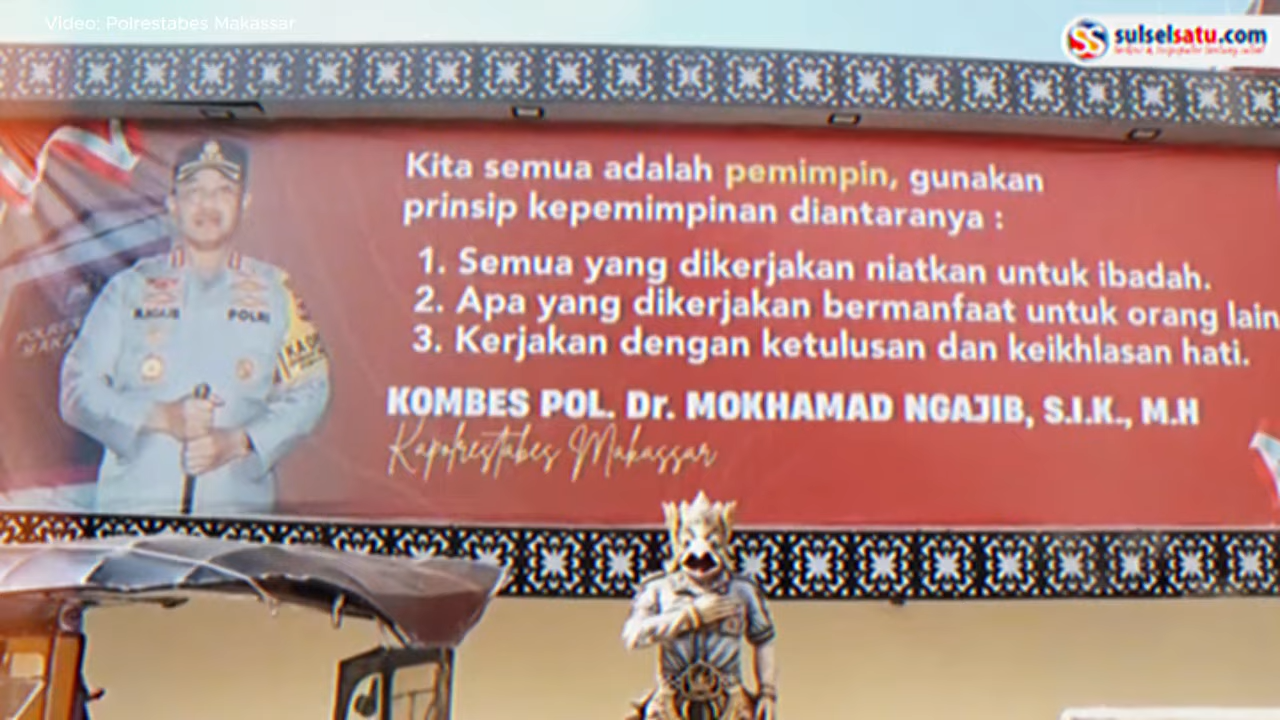 Video: Polrestabes Makassar
sulselsatu.com
Kita semua adalah pemimpin, gunakan
prinsip kepemimpinan diantaranya :
1. Semua yang dikerjakan niatkan untuk ibadah.
2. Apa yang dikerjakan bermanfaat untuk orang lain
3. Kerjakan dengan ketulusan dan keikhlasan hati.
KOMBES POL. Dr. MOKHAMAD NGAJIB, S.I.K., M.H
Kapolrestabes Makassar
POLRI